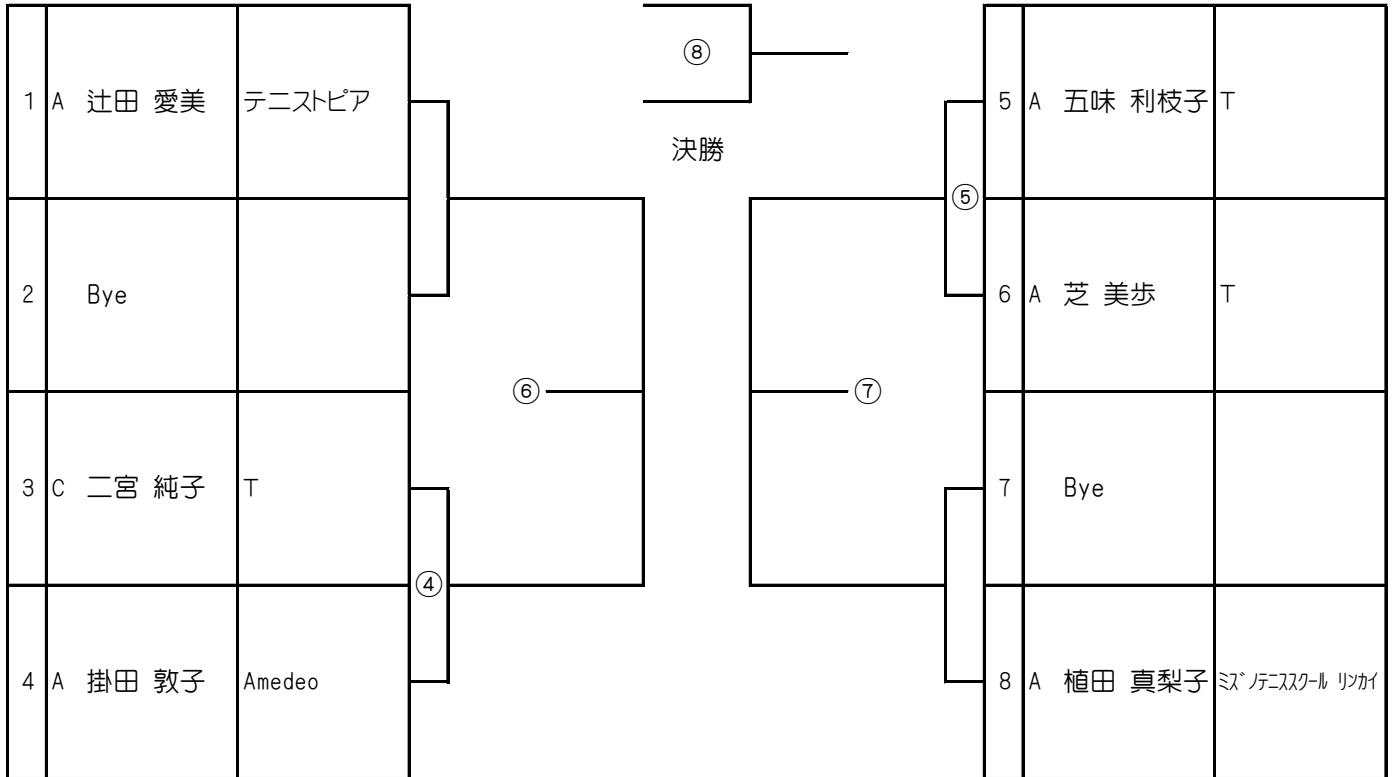 1 A 辻田 愛美 テニストピア
2 Bye
3 C 二宮 純子 T
4 A 掛田 敦子 Amedeo
④
⑥
⑧
決勝
⑦
⑤
5 A 五味 利枝子 T
6 A 芝 美歩 T
7 Bye
8 A 植田 真梨子 ミズノテニススクール リンカイ